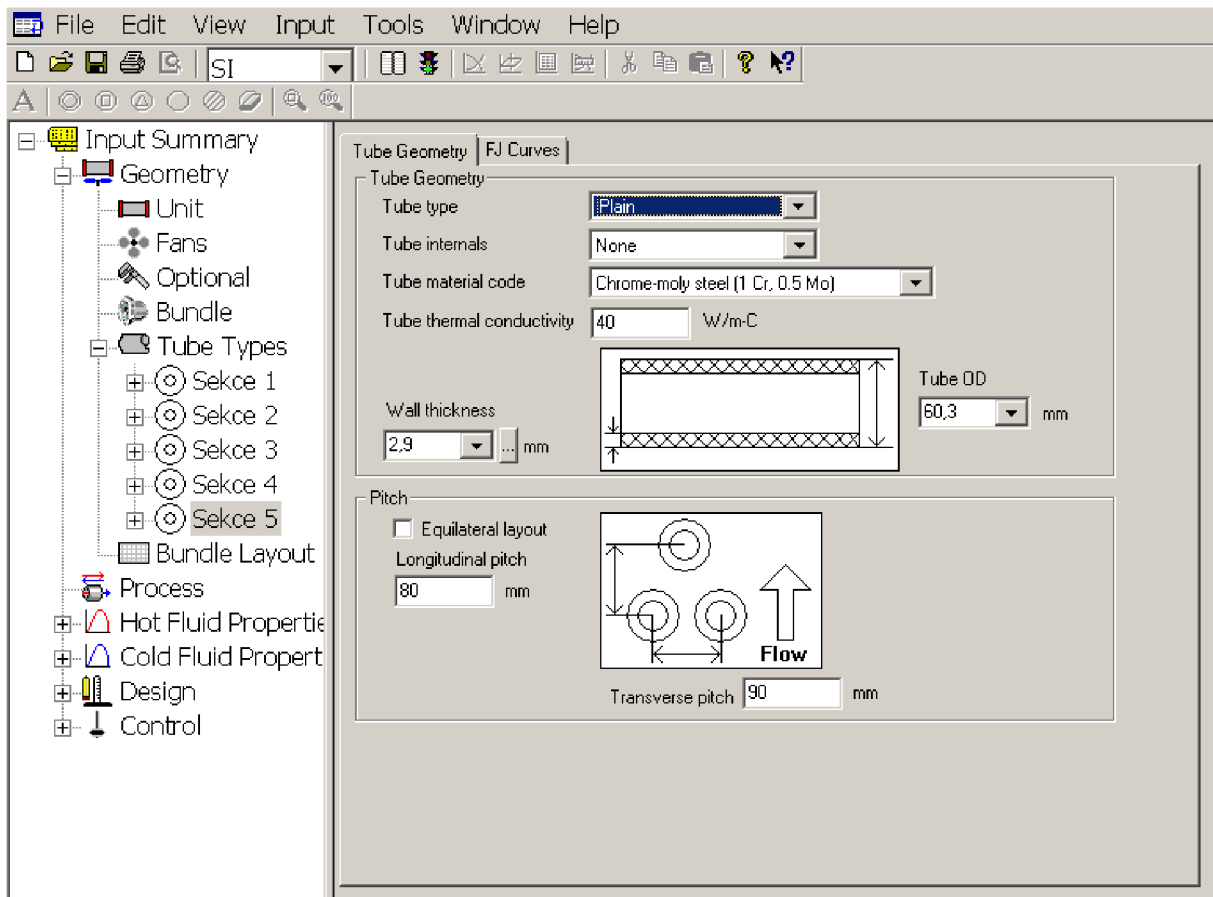 File Edit View Input Tools Window Help
SI
Input Summary
Geometry
Unit
Fans
Optional
Bundle
Tube Types
Sekce 1
Sekce 2
Sekce 3
Sekce 4
Sekce 5
Bundle Layout
Process
Hot Fluid Propertie
Cold Fluid Propert
Design
Control
Tube Geometry FJ Curves
Tube Geometry
Tube type Plain
Tube internals None
Tube material code Chrome-moly steel (1 Cr, 0.5 Mo)
Tube thermal conductivity 40 W/m-C
Wall thickness
2,9 ... mm
Tube OD
60,3 mm
Pitch
Equilateral layout
Longitudinal pitch
80 mm
Flow
Transverse pitch 90 mm